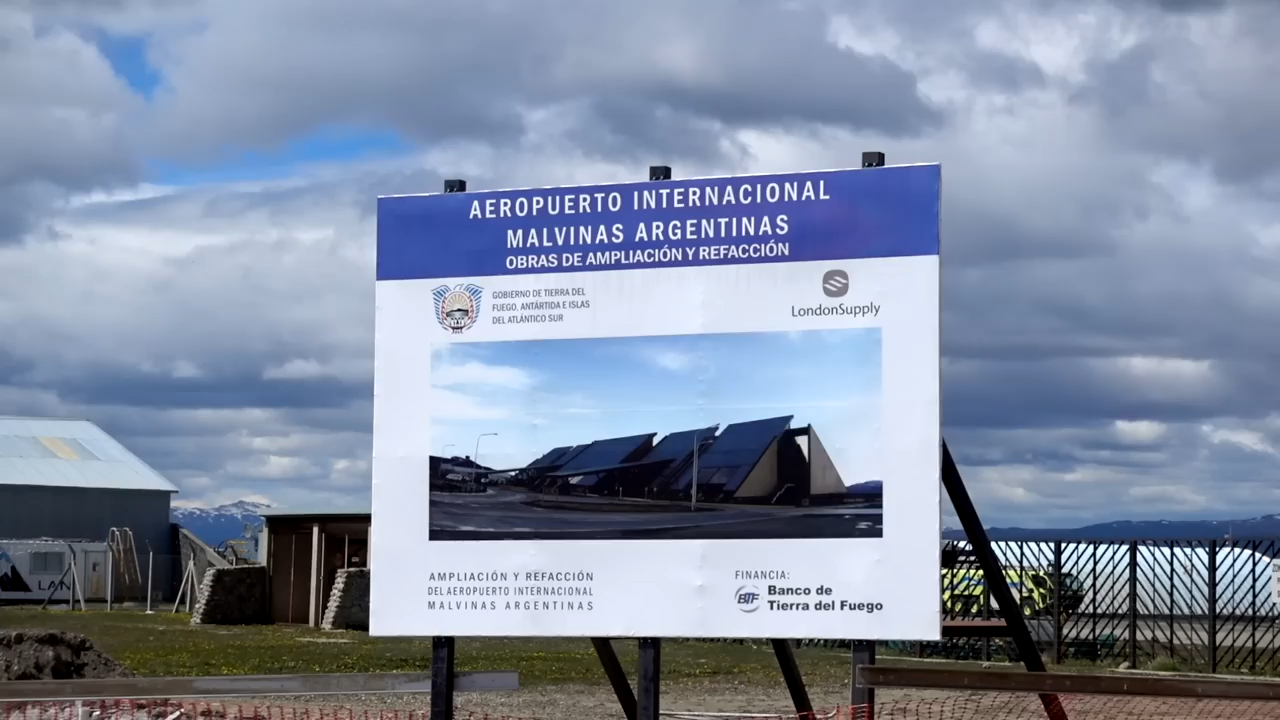 AEROPUERTO INTERNACIONAL
MALVINAS ARGENTINAS
OBRAS DE AMPLIACIÓN Y REFACCIÓN
GOBIERNO DE TIERRA DEL
FUEGO, ANTÁRTIDA E ISLAS
DEL ATLÁNTICO SUR
LondonSupply
AMPLIACIÓN Y REFACCIÓN
DEL AEROPUERTO INTERNACIONAL
MALVINAS ARGENTINAS
FINANCIA:
BTF
Banco de
Tierra del Fuego
LAN